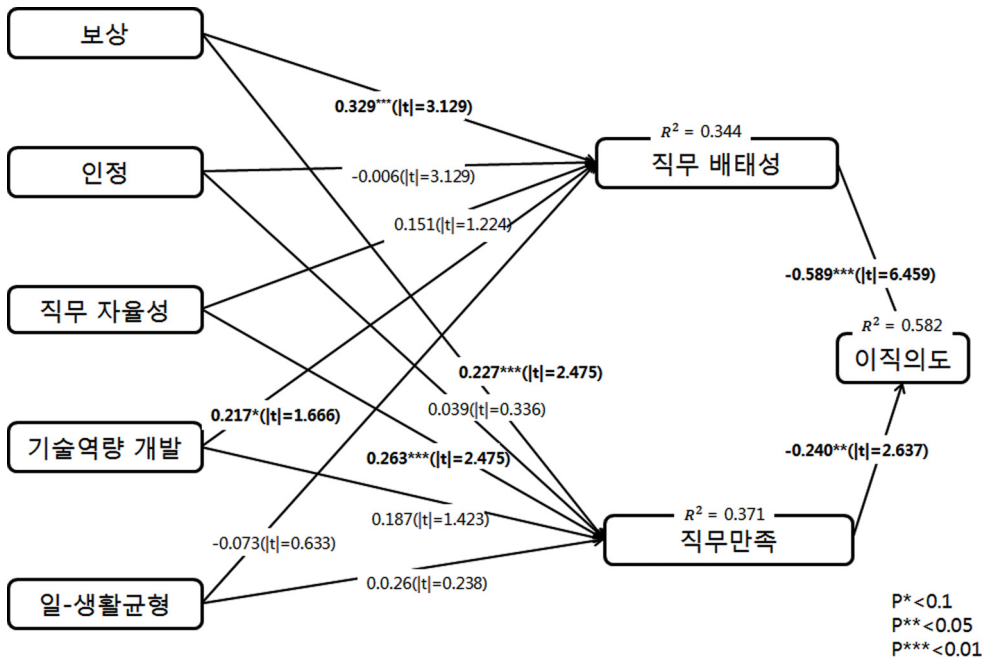 보상
0.329***(|t|=3.129)
R² = 0.344
직무 배태성
인정
-0.006(|t|=3.129)
0.151(|t|=1.224)
-0.589***(|t|=6.459)
직무 자율성
R² = 0.582
이직의도
0.227***(|t|=2.475)
0.039(|t|=0.336)
0.217*(|t|=1.666)
기술역량 개발
0.263***(|t|=2.475)
-0.240**(|t|=2.637)
0.187(|t|=1.423)
R² = 0.371
직무만족
-0.073(|t|=0.633)
0.0.26(|t|=0.238)
일-생활균형
P*<0.1
P**<0.05
P***<0.01